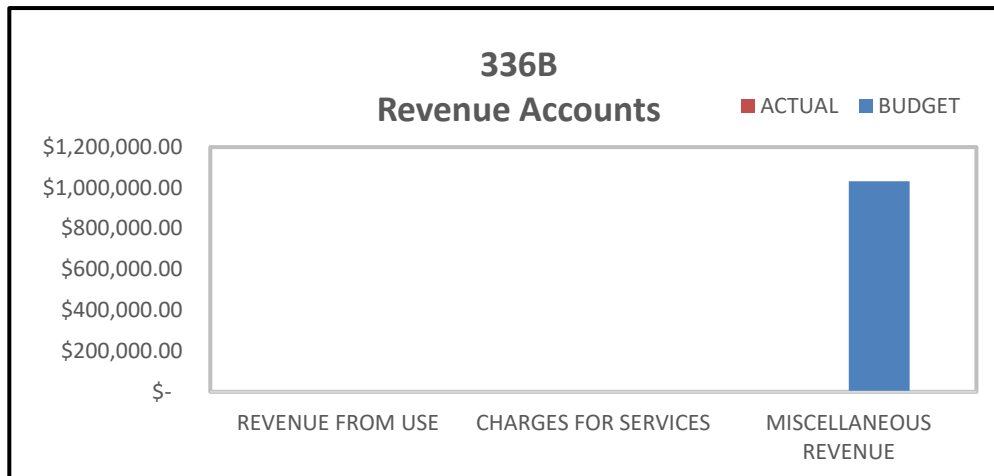 336B
Revenue Accounts
ACTUAL BUDGET
$1,200,000.00
$1,000,000.00
$800,000.00
$600,000.00
$400,000.00
$200,000.00
$-
REVENUE FROM USE
CHARGES FOR SERVICES
MISCELLANEOUS
REVENUE